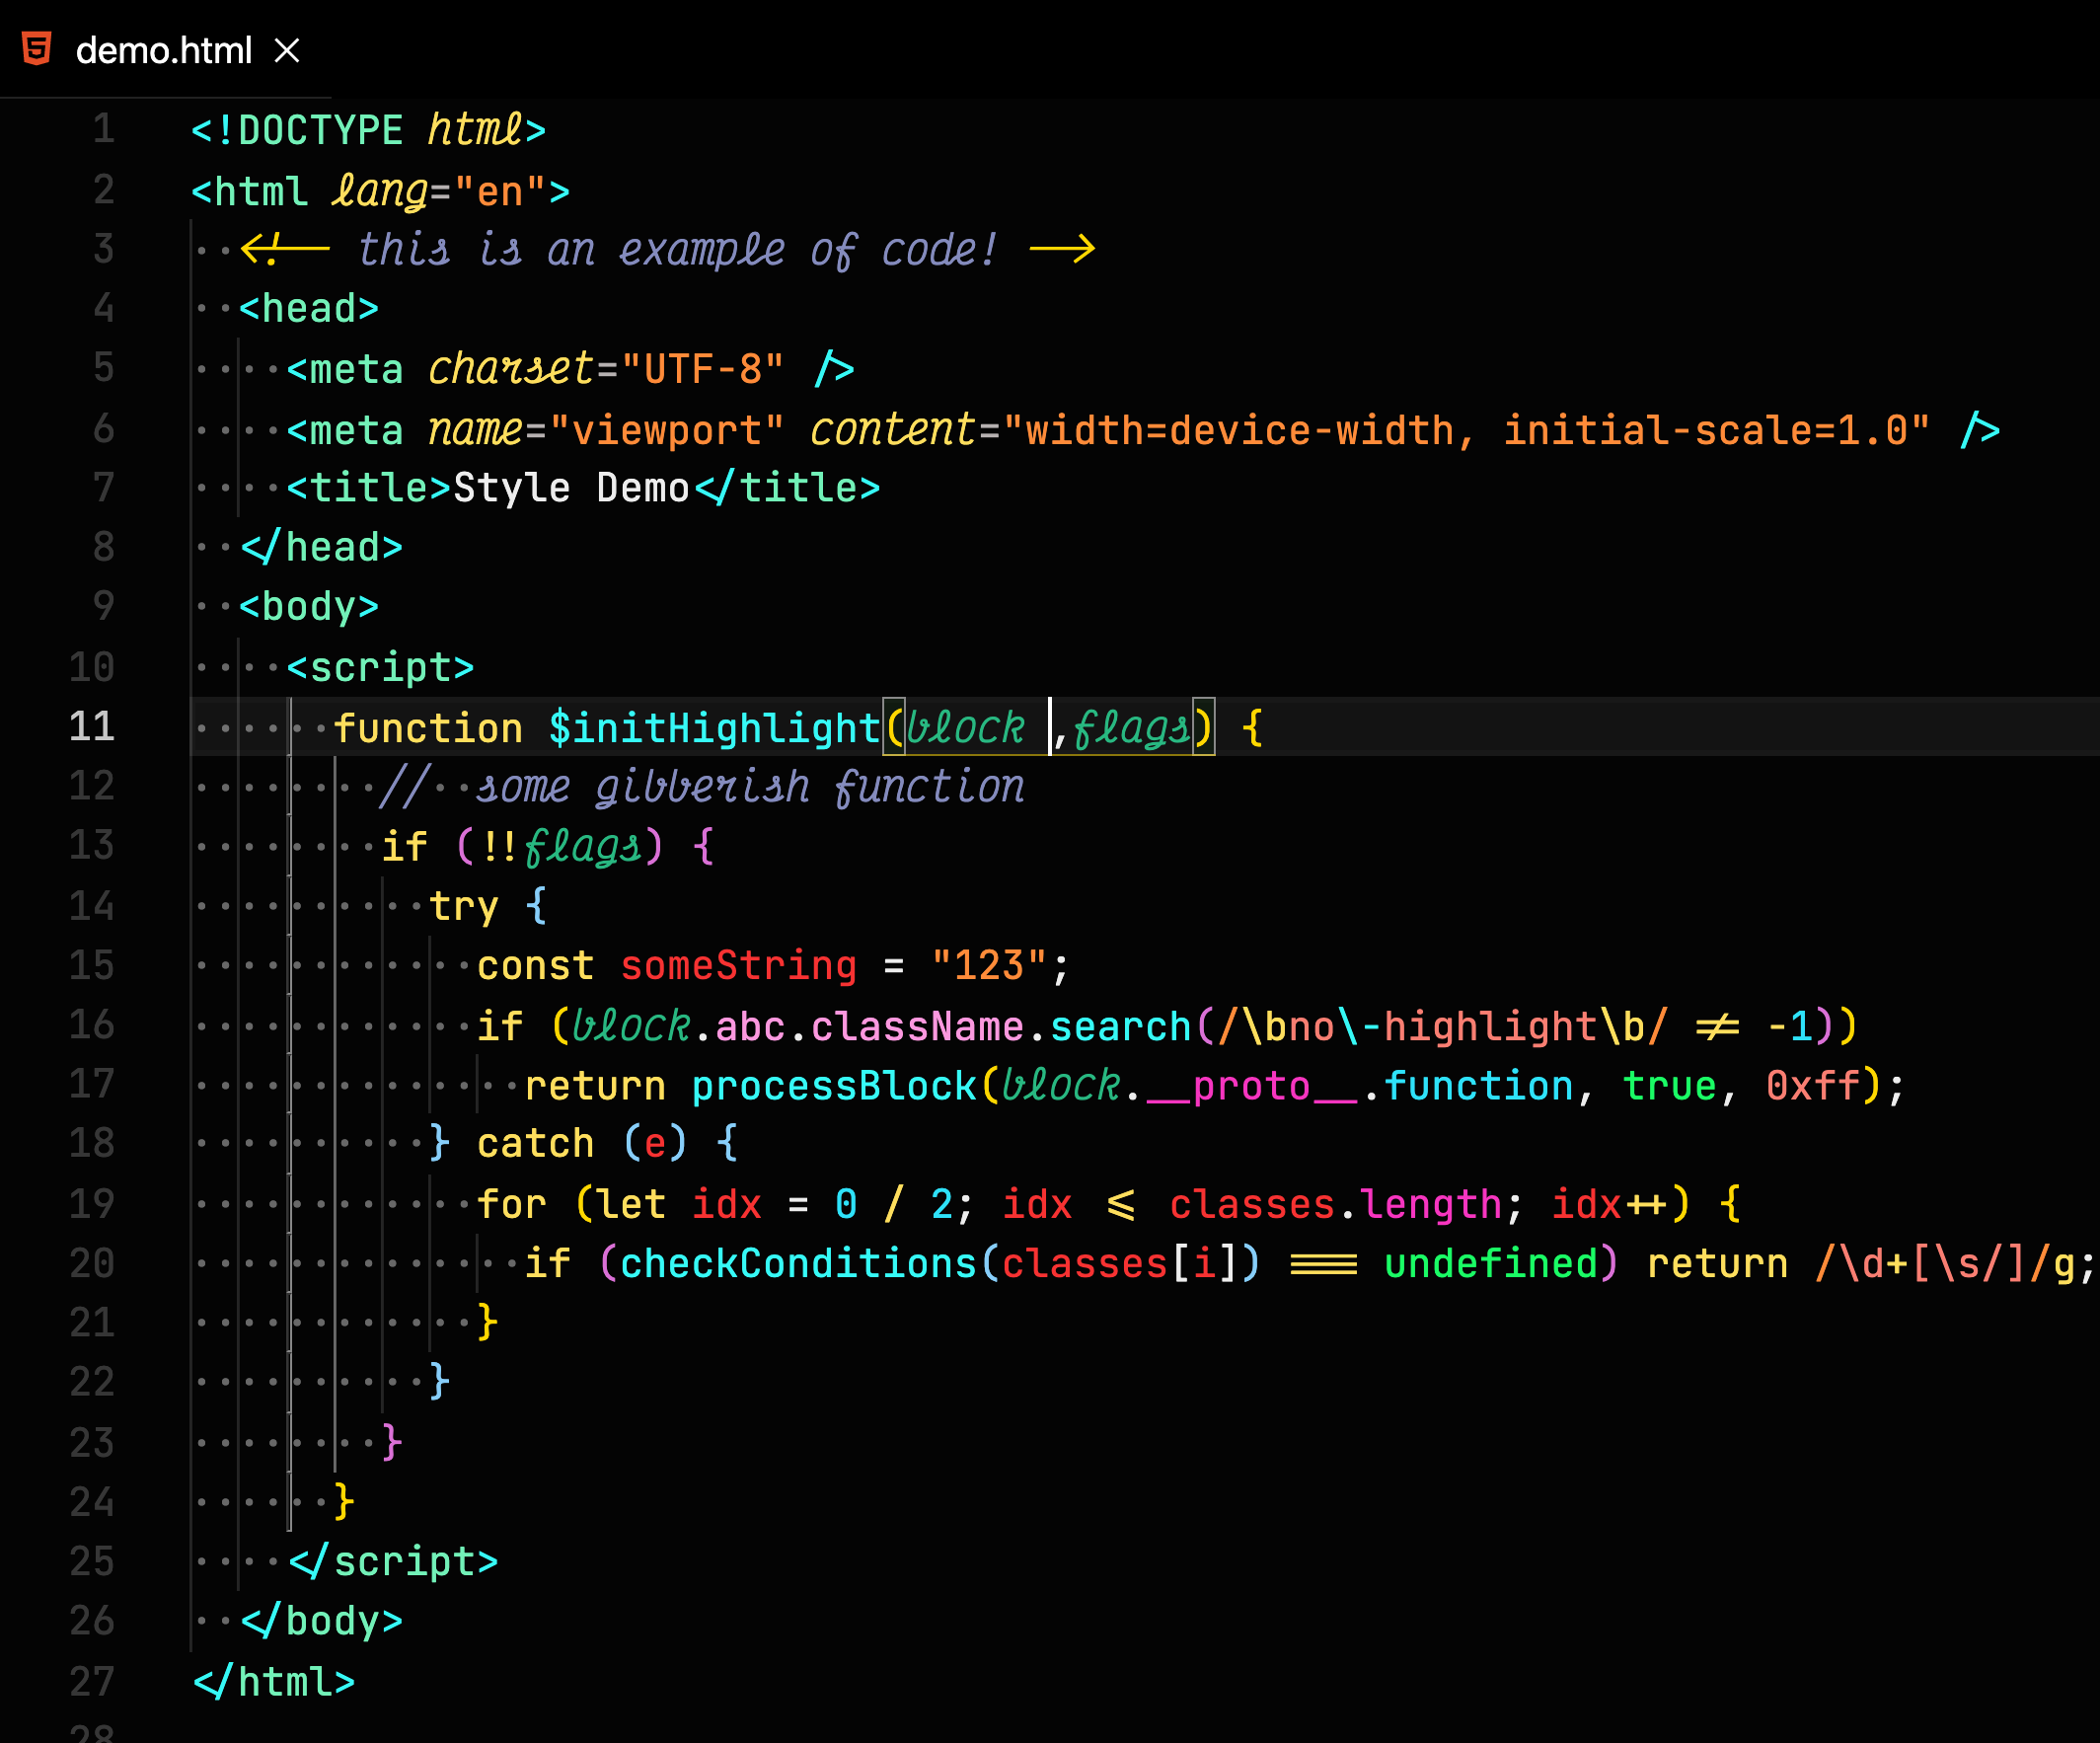 demo.html
1 <!DOCTYPE html>
2 <html lang="en">
3   <!-- this is an example of code! -->
4   <head>
5     <meta charset="UTF-8" />
6     <meta name="viewport" content="width=device-width, initial-scale=1.0" />
7     <title>Style Demo</title>
8   </head>
9   <body>
10     <script>
11       function $initHighlight(block ,flags) {
12         //  some gibberish function
13         if (!!flags) {
14           try {
15             const someString = "123";
16             if (block.abc.className.search(/\bno\-highlight\b/ != -1))
17               return processBlock(block.__proto__.function, true, 0xff);
18           } catch (e) {
19             for (let idx = 0 / 2; idx <= classes.length; idx++) {
20               if (checkConditions(classes[i]) === undefined) return /\d+[\s/]/g;
21             }
22           }
23         }
24       }
25     </script>
26   </body>
27 </html>
28